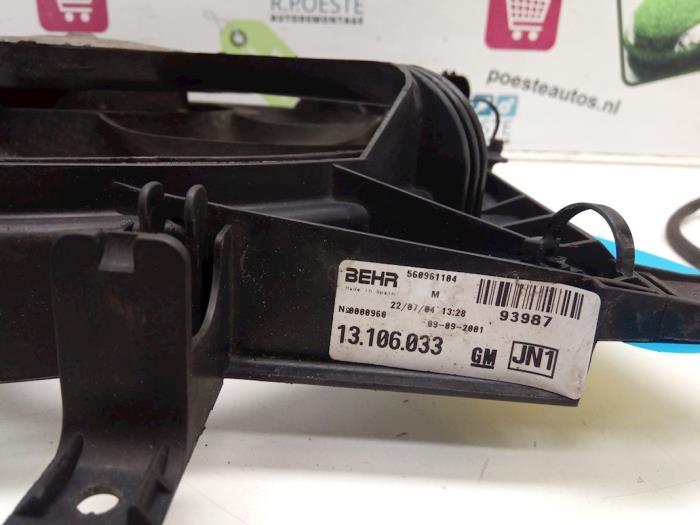 R.POESTE
AUTODEMONTAGE
poesteautos.nl
BEHR
Made in Spain
560961104
M
93987
22/07/04 13:28
№0000960
09-09-2001
13.106.033
GM
JN1